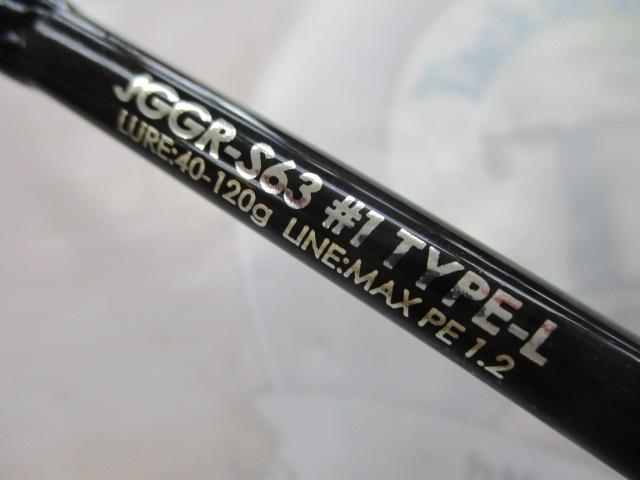 JGGR-S63 #1 TYPE-L
LURE:40-120g LINE:MAX PE 1.2